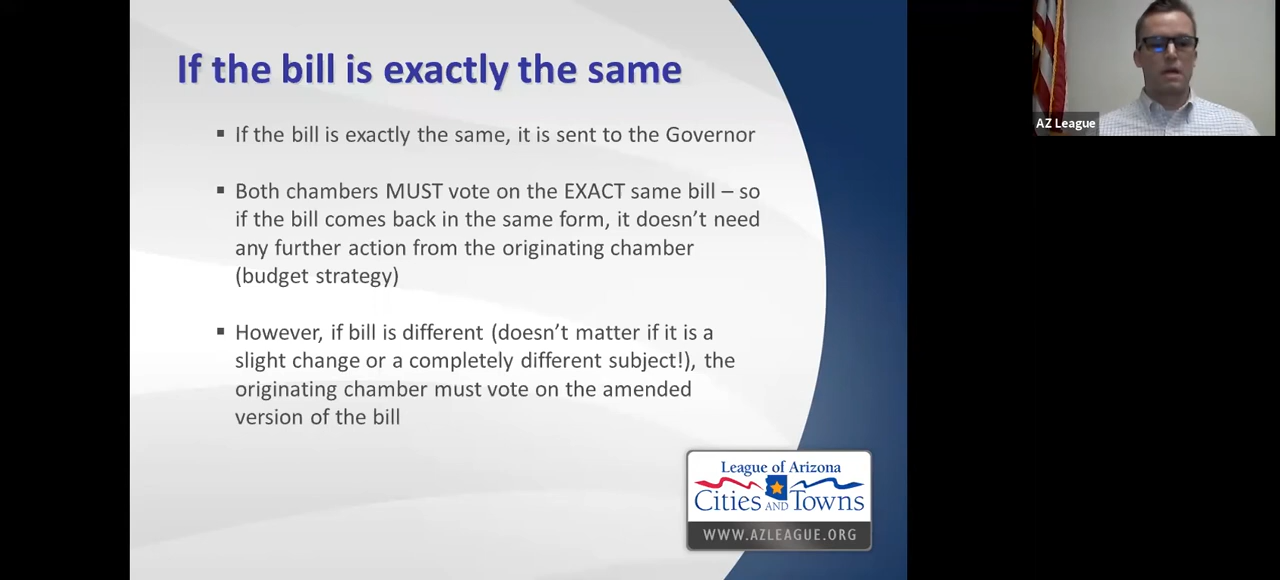 If the bill is exactly the same
▪ If the bill is exactly the same, it is sent to the Governor
▪ Both chambers MUST vote on the EXACT same bill – so
if the bill comes back in the same form, it doesn't need
any further action from the originating chamber
(budget strategy)
▪ However, if bill is different (doesn't matter if it is a
slight change or a completely different subject!), the
originating chamber must vote on the amended
version of the bill
League of Arizona
Cities AND Towns
WWW.AZLEAGUE.ORG
AZ League